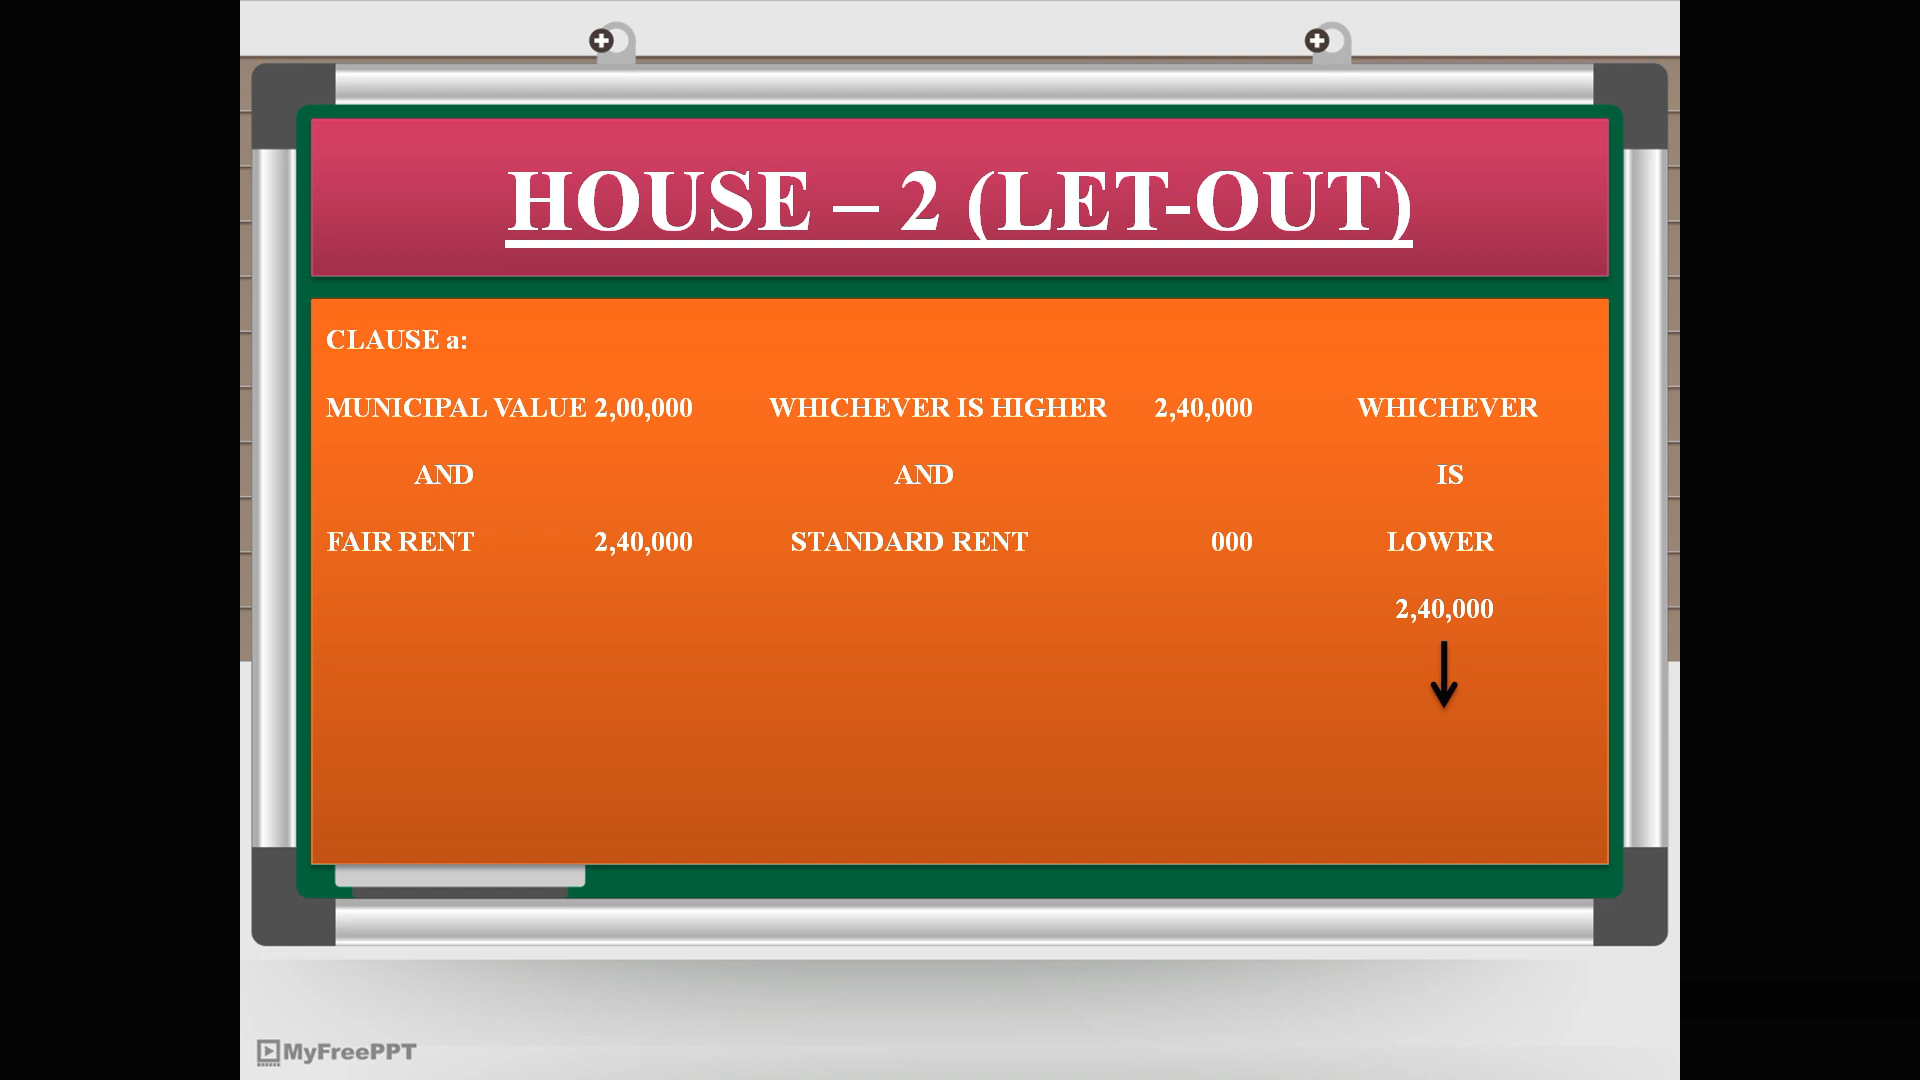 HOUSE – 2 (LET-OUT)
CLAUSE a:
MUNICIPAL VALUE 2,00,000 WHICHEVER IS HIGHER 2,40,000 WHICHEVER
AND AND IS
FAIR RENT 2,40,000 STANDARD RENT 000 LOWER
2,40,000
MyFreePPT